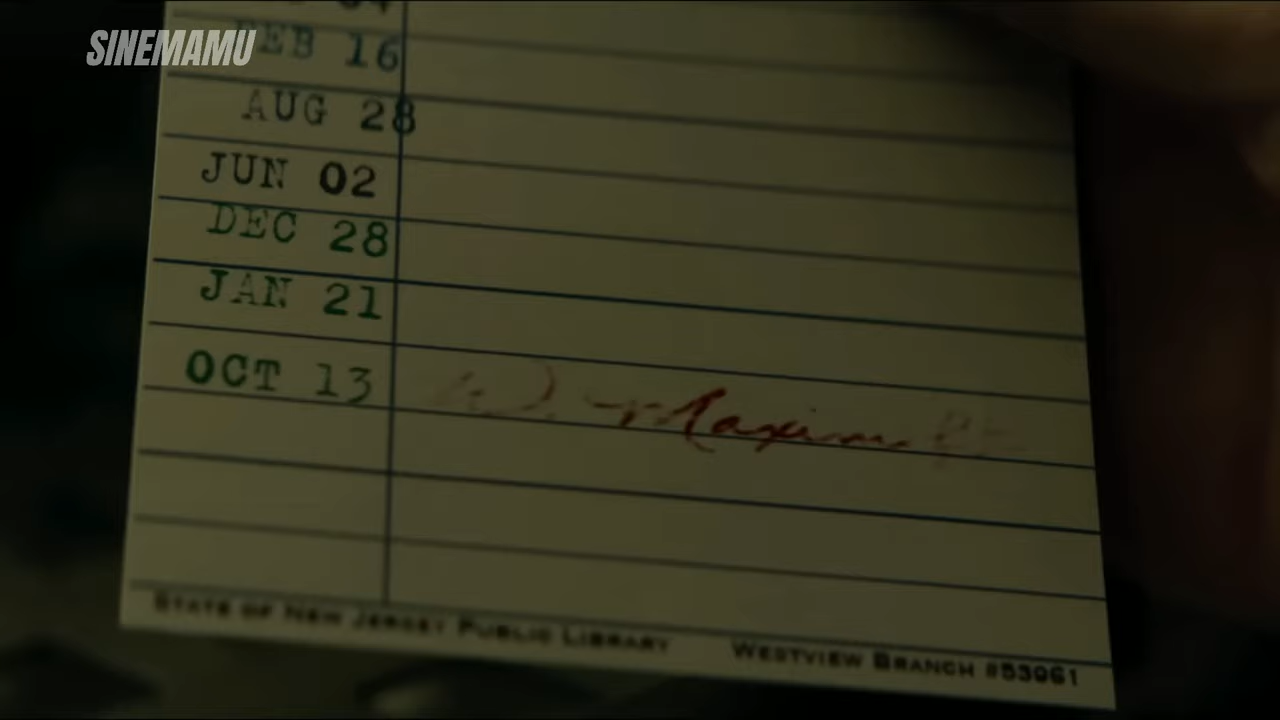 SINEMAMU
FEB 16
AUG 28
JUN 02
DEC 28
JAN 21
OCT 13 W. Maximoff
STATE OF NEW JERSEY PUBLIC LIBRARY WESTVIEW BRANCH #53961